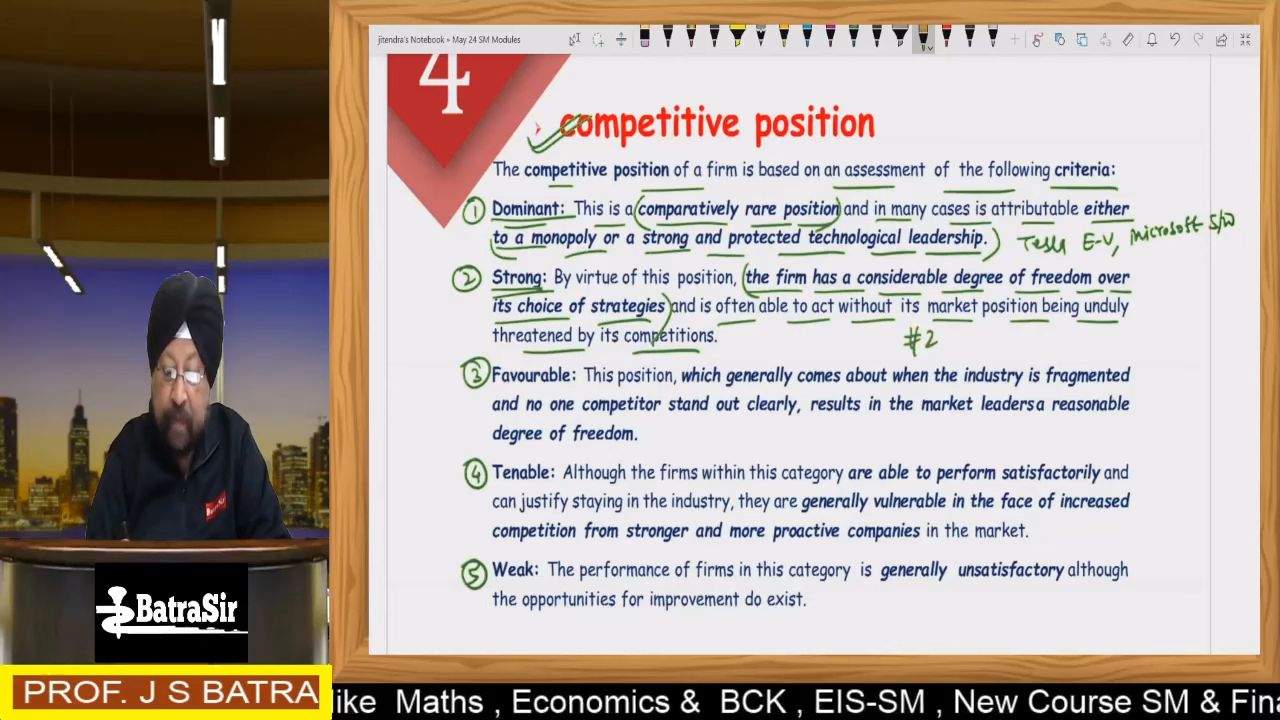 jitendra's Notebook » May 24 SM Modules
4
competitive position
The competitive position of a firm is based on an assessment of the following criteria:
① Dominant: This is a (comparatively rare position) and in many cases is attributable either
(to a monopoly or a strong and protected technological leadership.) Tesla E-V, Microsoft S/W
② Strong: By virtue of this position, (the firm has a considerable degree of freedom over
its choice of strategies) and is often able to act without its market position being unduly
threatened by its competitions. #2
③ Favourable: This position, which generally comes about when the industry is fragmented
and no one competitor stand out clearly, results in the market leaders a reasonable
degree of freedom.
④ Tenable: Although the firms within this category are able to perform satisfactorily and
can justify staying in the industry, they are generally vulnerable in the face of increased
competition from stronger and more proactive companies in the market.
⑤ Weak: The performance of firms in this category is generally unsatisfactory although
the opportunities for improvement do exist.
BatraSir
BatraSir
PROF. J S BATRA
like Maths , Economics & BCK , EIS-SM , New Course SM & Fina